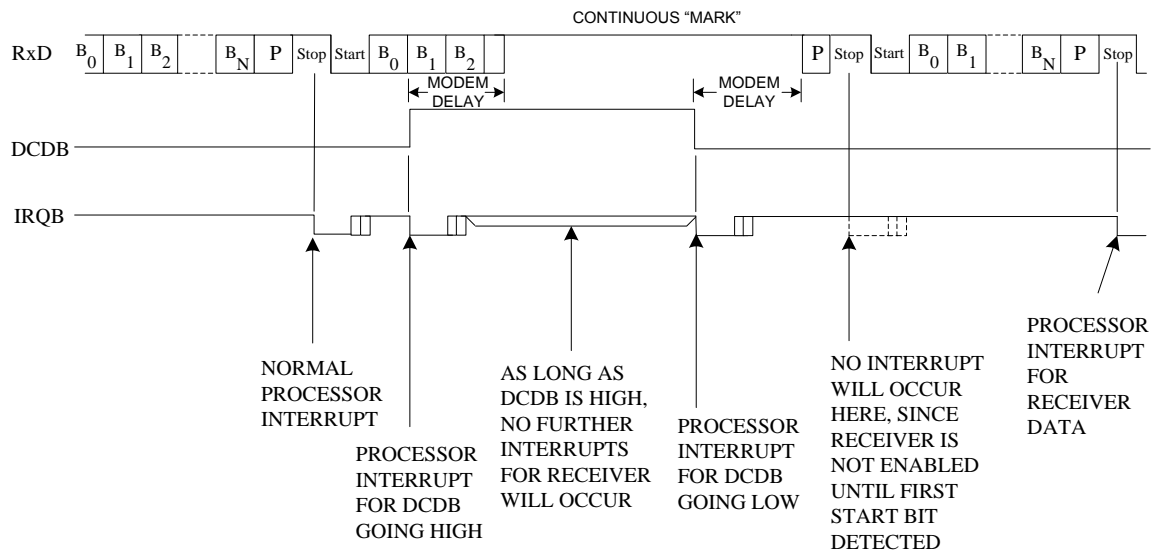 CONTINUOUS “MARK”
RxD B0 B1 B2 BN P Stop Start B0 B1 B2 P Stop Start B0 B1 BN P Stop
MODEM DELAY
MODEM DELAY
DCDB
IRQB
NORMAL
PROCESSOR
INTERRUPT
PROCESSOR
INTERRUPT
FOR DCDB
GOING HIGH
AS LONG AS
DCDB IS HIGH,
NO FURTHER
INTERRUPTS
FOR RECEIVER
WILL OCCUR
PROCESSOR
INTERRUPT
FOR DCDB
GOING LOW
NO INTERRUPT
WILL OCCUR
HERE, SINCE
RECEIVER IS
NOT ENABLED
UNTIL FIRST
START BIT
DETECTED
PROCESSOR
INTERRUPT
FOR
RECEIVER
DATA